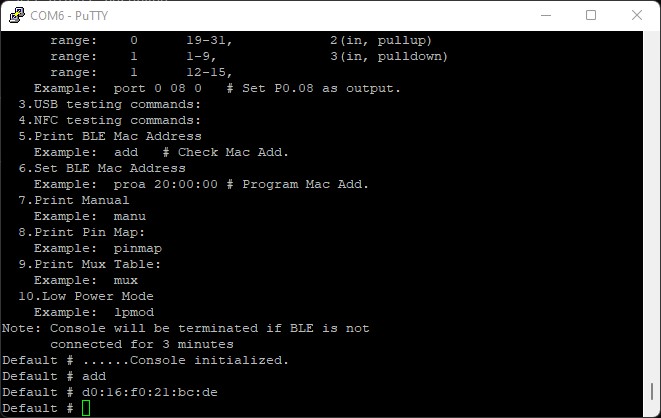 COM6 - PuTTY
range:    0      19-31,            2(in, pullup)
range:    1      1-9,              3(in, pulldown)
range:    1      12-15,
Example:  port 0 08 0   # Set P0.08 as output.
3.USB testing commands:
4.NFC testing commands:
5.Print BLE Mac Address
Example:  add   # Check Mac Add.
6.Set BLE Mac Address
Example:  proa 20:00:00 # Program Mac Add.
7.Print Manual
Example:  manu
8.Print Pin Map:
Example:  pinmap
9.Print Mux Table:
Example:  mux
10.Low Power Mode
Example:  lpmod
Note: Console will be terminated if BLE is not
connected for 3 minutes
Default # ......Console initialized.
Default # add
Default # d0:16:f0:21:bc:de
Default #